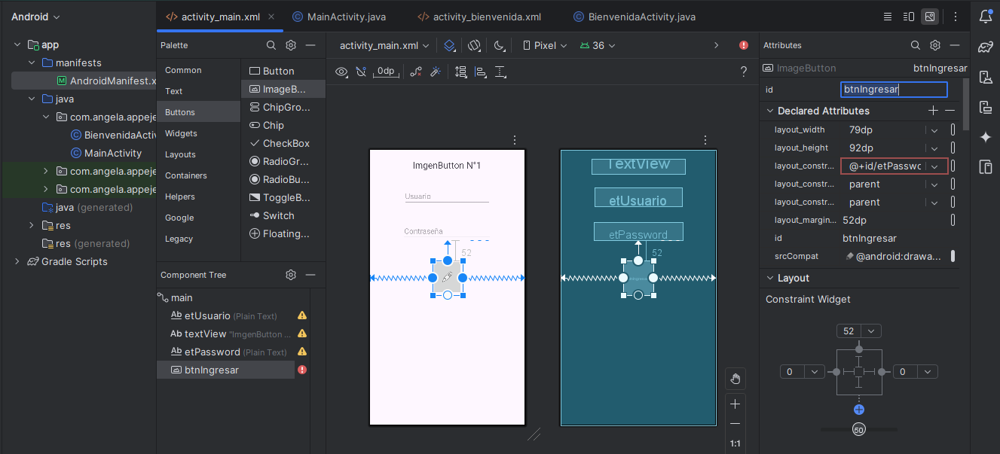 Android
activity_main.xml
MainActivity.java
activity_bienvenida.xml
BienvenidaActivity.java
app
manifests
AndroidManifest.x
java
com.angela.appeje
BienvenidaActiv
MainActivity
com.angela.appeje
com.angela.appeje
java (generated)
res
res (generated)
Gradle Scripts
Palette
Common
Text
Buttons
Widgets
Layouts
Containers
Helpers
Google
Legacy
Button
ImageB...
ChipGro...
Chip
CheckBox
RadioGr...
RadioBu...
ToggleB...
Switch
Floating...
Component Tree
main
Ab etUsuario (Plain Text)
Ab textView "ImgenButton ...
Ab etPassword (Plain Text)
btnIngresar
activity_main.xml
Pixel
36
0dp
?
ImgenButton N°1
Usuario
Contraseña
52
TextView
etUsuario
etPassword
52
btnIngresar
1:1
Attributes
ImageButton
btnIngresar
id
btnIngresar
Declared Attributes
layout_width 79dp
layout_height 92dp
layout_constr... @+id/etPasswc
layout_constr... parent
layout_constr... parent
layout_margin... 52dp
id btnIngresar
srcCompat @android:drawa...
Layout
Constraint Widget
52
0
0
50